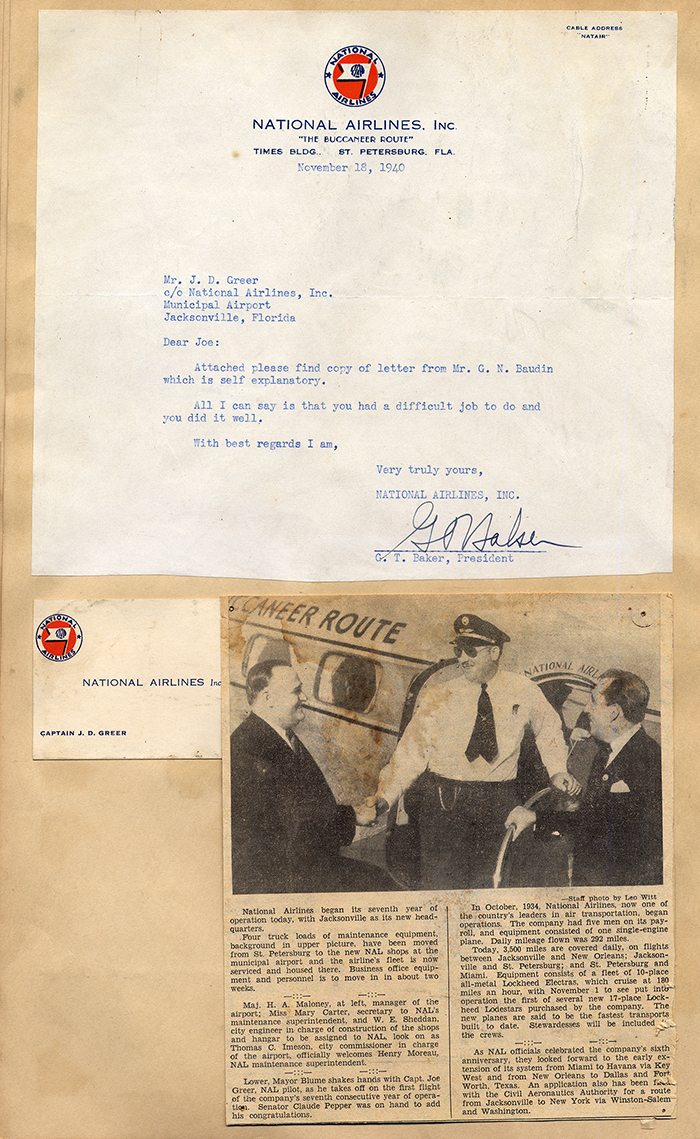 CABLE ADDRESS
"NATAIR"
NATIONAL
AIRLINES
NATIONAL AIRLINES, Inc.
"THE BUCCANEER ROUTE"
TIMES BLDG., ST. PETERSBURG, FLA.
November 18, 1940
Mr. J. D. Greer
c/o National Airlines, Inc.
Municipal Airport
Jacksonville, Florida
Dear Joe:
Attached please find copy of letter from Mr. G. N. Baudin
which is self explanatory.
All I can say is that you had a difficult job to do and
you did it well.
With best regards I am,
Very truly yours,
NATIONAL AIRLINES, INC.
G. T. Baker, President
NATIONAL
AIRLINES
NATIONAL AIRLINES Inc
CAPTAIN J. D. GREER
CCANEER ROUTE
NATIONAL AIRL
—Staff photo by Leo Witt
National Airlines began its seventh year of
operation today, with Jacksonville as its new head-
quarters.
Four truck loads of maintenance equipment,
background in upper picture, have been moved
from St. Petersburg to the new NAL shops at the
municipal airport and the airline's fleet is now
serviced and housed there. Business office equip-
ment and personnel is to move in in about two
weeks.
—:::—	—:::—
Maj. H. A. Maloney, at left, manager of the
airport; Miss Mary Carter, secretary to NAL's
maintenance superintendent, and W. E. Sheddan,
city engineer in charge of construction of the shops
and hangar to be assigned to NAL, look on as
Thomas C. Imeson, city commissioner in charge
of the airport, officially welcomes Henry Moreau,
NAL maintenance superintendent.
—:::—	—:::—
Lower, Mayor Blume shakes hands with Capt. Joe
Greer, NAL pilot, as he takes off on the first flight
of the company's seventh consecutive year of opera-
tion. Senator Claude Pepper was on hand to add
his congratulations.
In October, 1934, National Airlines, now one of
the country's leaders in air transportation, began
operations. The company had five men on its pay-
roll, and equipment consisted of one single-engine
plane. Daily mileage flown was 292 miles.
Today, 3,500 miles are covered daily, on flights
between Jacksonville and New Orleans; Jackson-
ville and St. Petersburg; and St. Petersburg and
Miami. Equipment consists of a fleet of 10-place
all-metal Lockheed Electras, which cruise at 180
miles an hour, with November 1 to see put into
operation the first of several new 17-place Lock-
heed Lodestars purchased by the company. The
new planes are said to be the fastest transports
built to date. Stewardesses will be included
the crews.
—:::—	—:::—
As NAL officials celebrated the company's sixth
anniversary, they looked forward to the early ex-
tension of its system from Miami to Havana via Key
West and from New Orleans to Dallas and Fort
Worth, Texas. An application also has been
with the Civil Aeronautics Authority for a route
from Jacksonville to New York via Winston-Salem
and Washington.